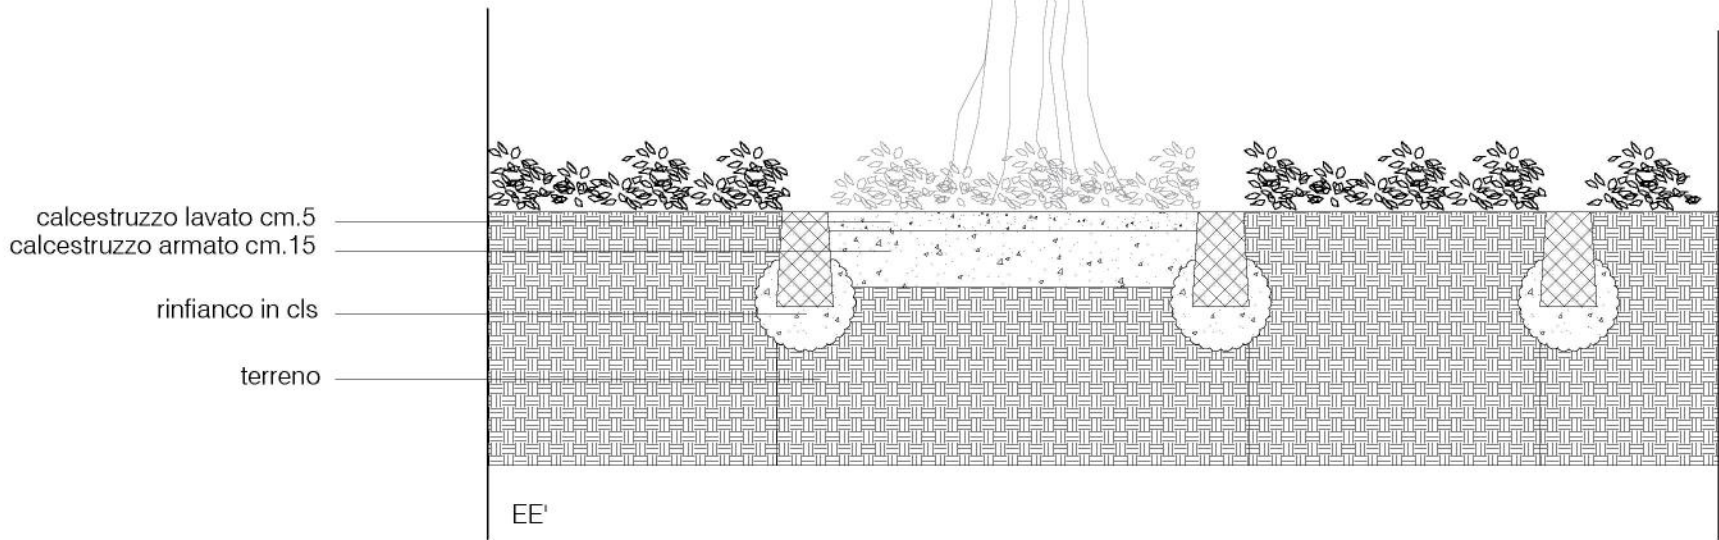 calcestruzzo lavato cm.5
calcestruzzo armato cm.15
rinfianco in cls
terreno
EE'